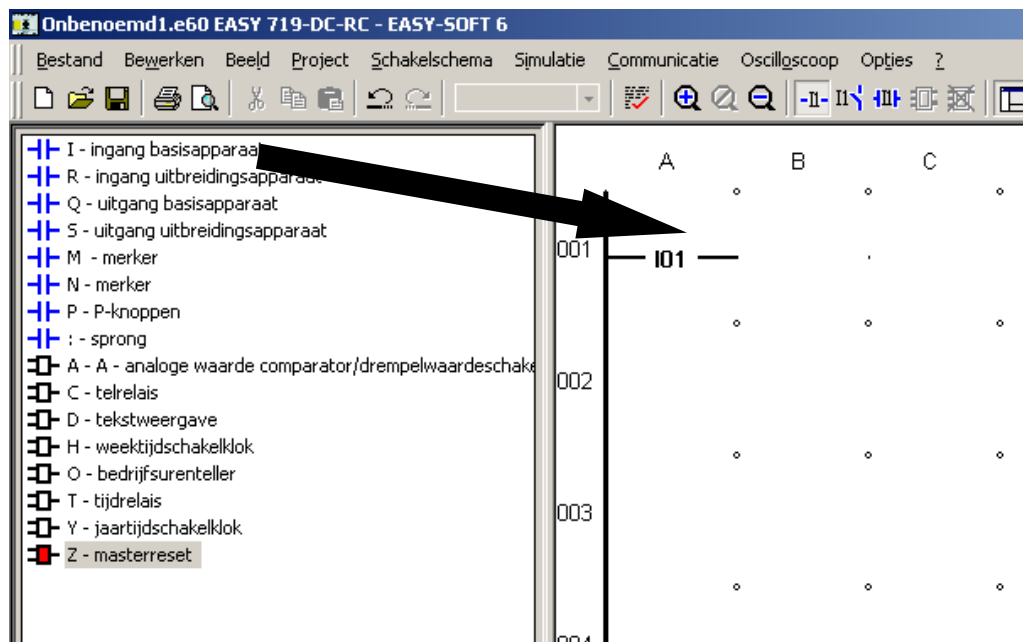 Onbenoemd1.e60 EASY 719-DC-RC - EASY-SOFT 6
Bestand Bewerken Beeld Project Schakelschema Simulatie Communicatie Oscilloscoop Opties ?
I - ingang basisapparaat
R - ingang uitbreidingsapparaat
Q - uitgang basisapparaat
S - uitgang uitbreidingsapparaat
M - merker
N - merker
P - P-knoppen
: - sprong
A - A - analoge waarde comparator/drempelwaardeschake
C - telrelais
D - tekstweergave
H - weektijdschakelklok
O - bedrijfsurenteller
T - tijdrelais
Y - jaartijdschakelklok
Z - masterreset
A B C
001
I01
002
003
004